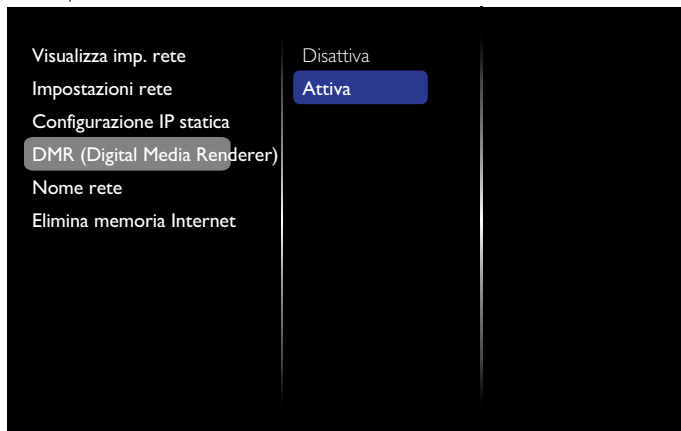 Visualizza imp. rete
Impostazioni rete
Configurazione IP statica
DMR (Digital Media Renderer)
Nome rete
Elimina memoria Internet
Disattiva
Attiva